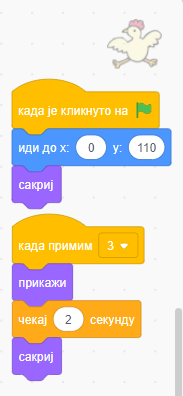 када је кликнуто на
иди до x: 0 y: 110
сакриј
када примим 3
прикажи
чекај 2 секунду
сакриј